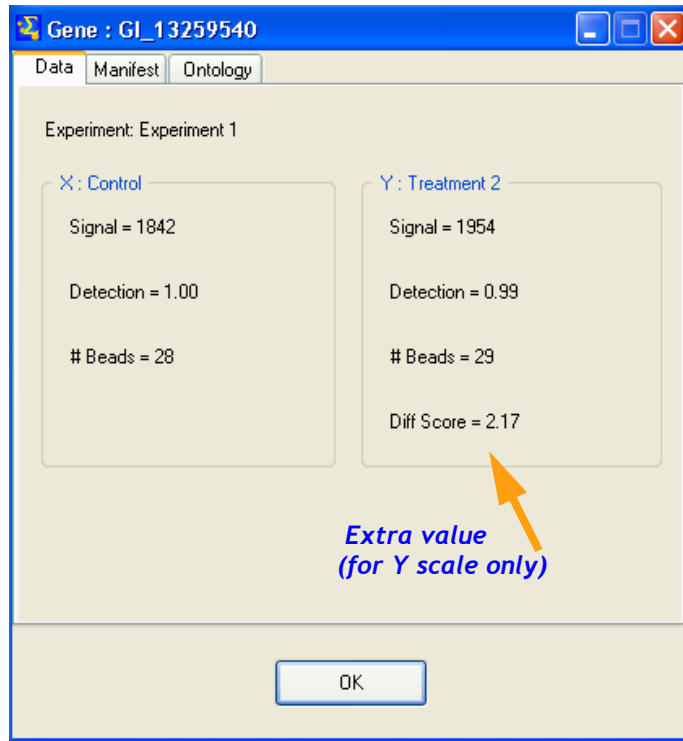 Gene : GI_13259540
Data Manifest Ontology
Experiment: Experiment 1
X : Control
Signal = 1842
Detection = 1.00
# Beads = 28
Y : Treatment 2
Signal = 1954
Detection = 0.99
# Beads = 29
Diff Score = 2.17
Extra value
(for Y scale only)
OK